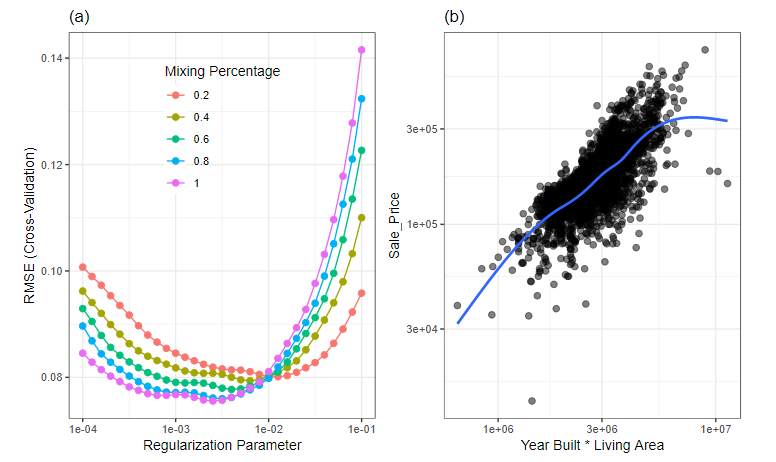 (a)
RMSE (Cross-Validation)
0.14
0.12
0.10
0.08
Mixing Percentage
0.2
0.4
0.6
0.8
1
1e-04
1e-03
1e-02
1e-01
Regularization Parameter
(b)
Sale_Price
3e+05
1e+05
3e+04
1e+06
3e+06
1e+07
Year Built * Living Area